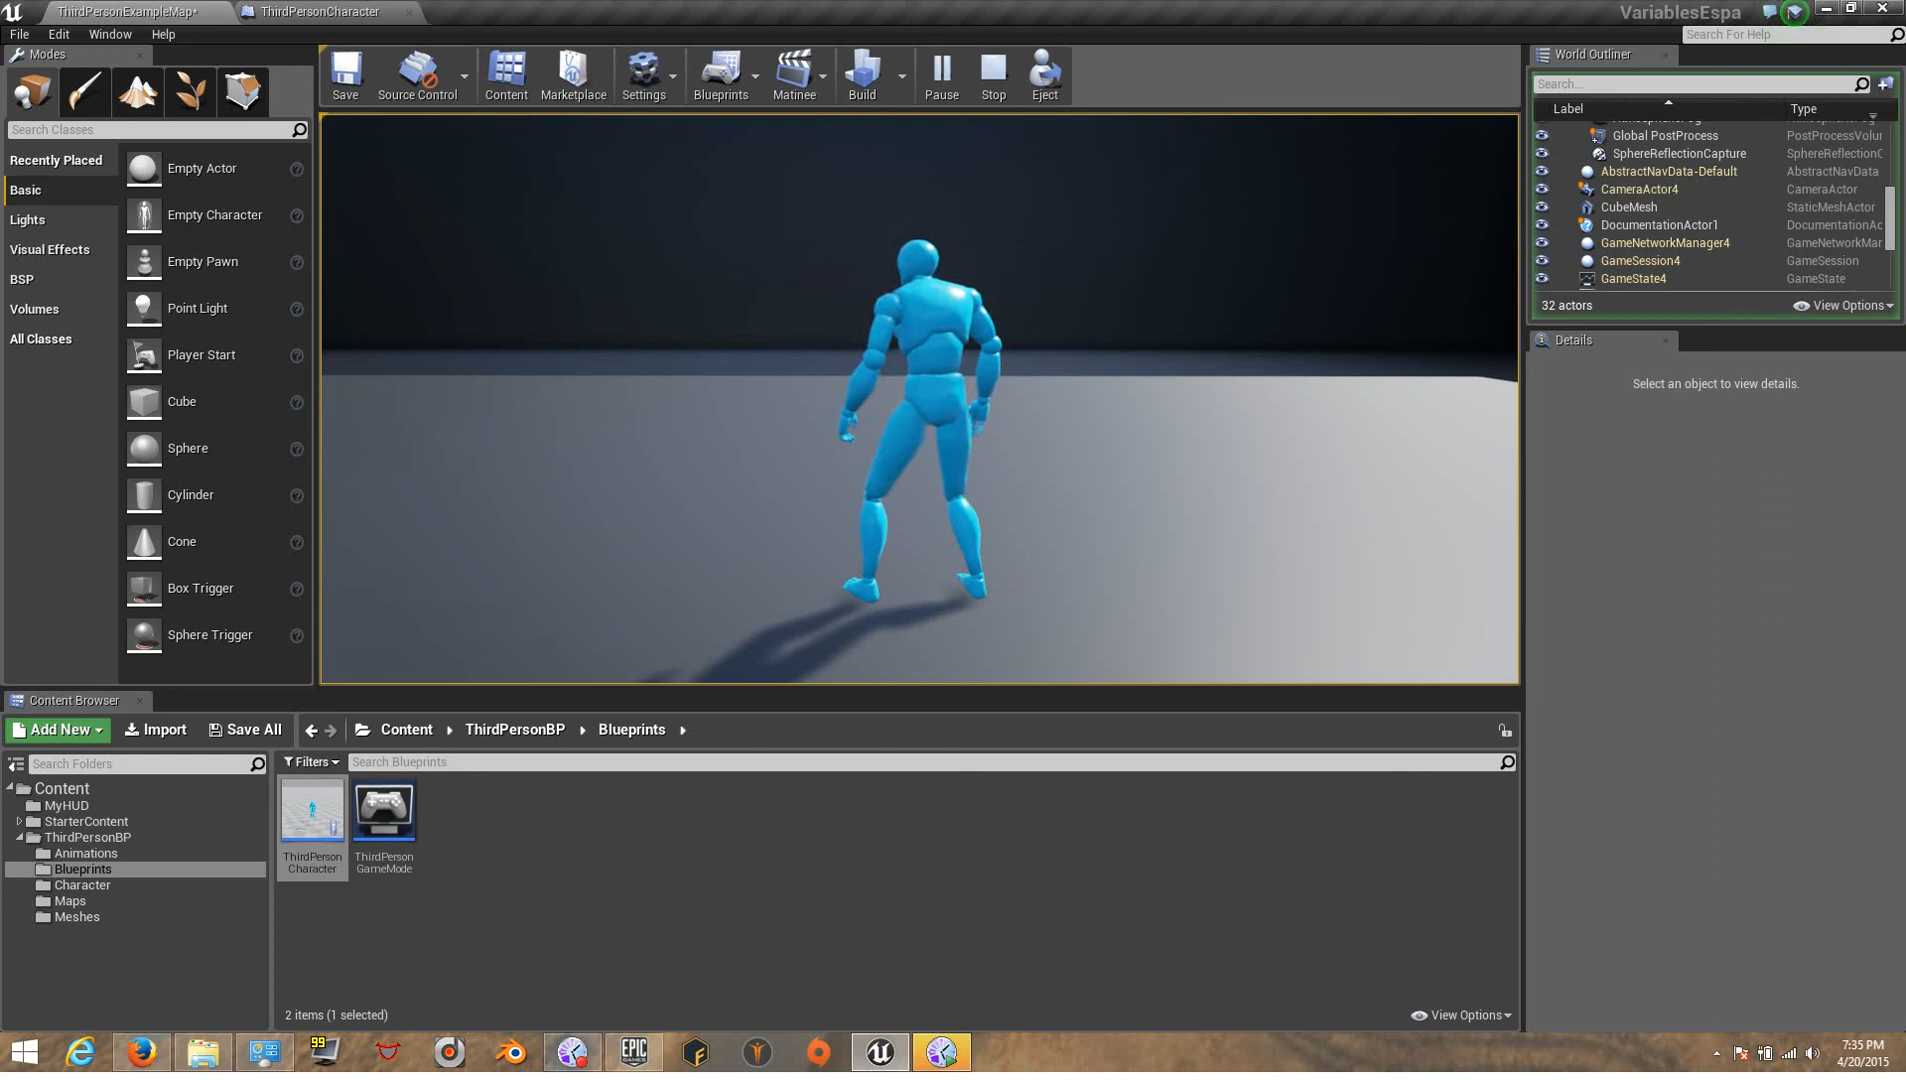 ThirdPersonExampleMap*
ThirdPersonCharacter
VariablesEspa
File Edit Window Help
Search For Help
Modes
Save
Source Control
Content
Marketplace
Settings
Blueprints
Matinee
Build
Pause
Stop
Eject
Search Classes
Recently Placed
Basic
Lights
Visual Effects
BSP
Volumes
All Classes
Empty Actor
Empty Character
Empty Pawn
Point Light
Player Start
Cube
Sphere
Cylinder
Cone
Box Trigger
Sphere Trigger
World Outliner
Search...
Label Type
Global PostProcess PostProcessVolur
SphereReflectionCapture SphereReflectionC
AbstractNavData-Default AbstractNavData
CameraActor4 CameraActor
CubeMesh StaticMeshActor
DocumentationActor1 DocumentationAc
GameNetworkManager4 GameNetworkMar
GameSession4 GameSession
GameState4 GameState
32 actors View Options
Details
Select an object to view details.
Content Browser
Add New Import Save All Content ThirdPersonBP Blueprints
Search Folders
Filters Search Blueprints
Content
MyHUD
StarterContent
ThirdPersonBP
Animations
Blueprints
Character
Maps
Meshes
ThirdPerson
Character
ThirdPerson
GameMode
2 items (1 selected) View Options
99
EPIC
GAMES
7:35 PM
4/20/2015